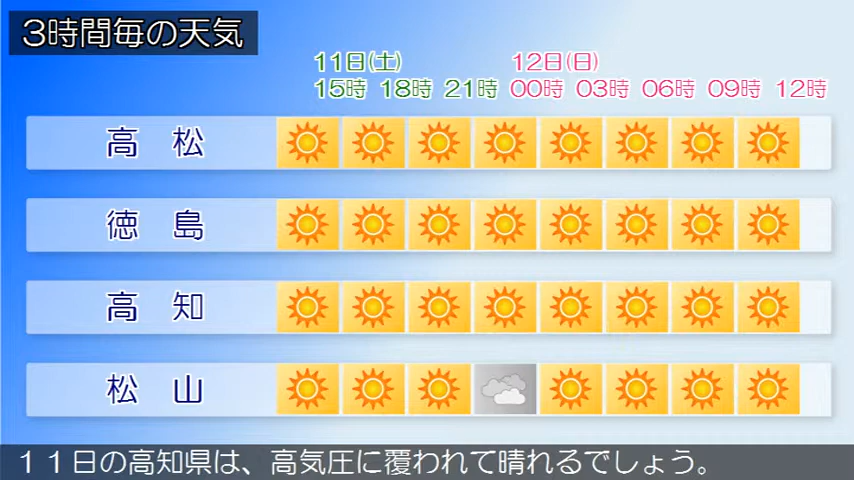 3時間毎の天気
11日(土) 12日(日)
15時 18時 21時 00時 03時 06時 09時 12時
高 松
徳 島
高 知
松 山
１１日の高知県は、高気圧に覆われて晴れるでしょう。